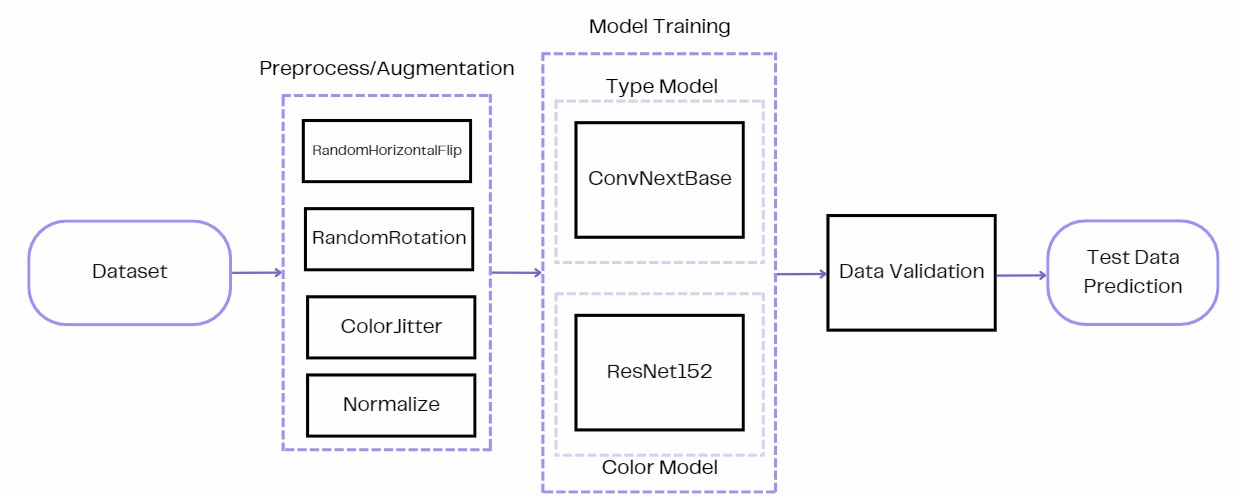 Model Training
Preprocess/Augmentation
Type Model
RandomHorizontalFlip
ConvNextBase
RandomRotation
Dataset
Data Validation
Test Data
Prediction
ColorJitter
ResNet152
Normalize
Color Model